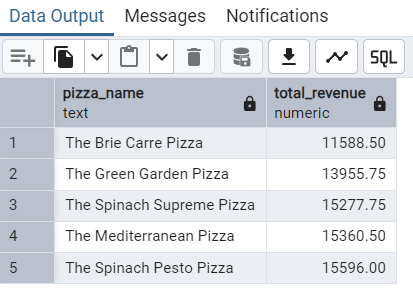 Data Output Messages Notifications
SQL
pizza_name total_revenue
text numeric
1 The Brie Carre Pizza 11588.50
2 The Green Garden Pizza 13955.75
3 The Spinach Supreme Pizza 15277.75
4 The Mediterranean Pizza 15360.50
5 The Spinach Pesto Pizza 15596.00